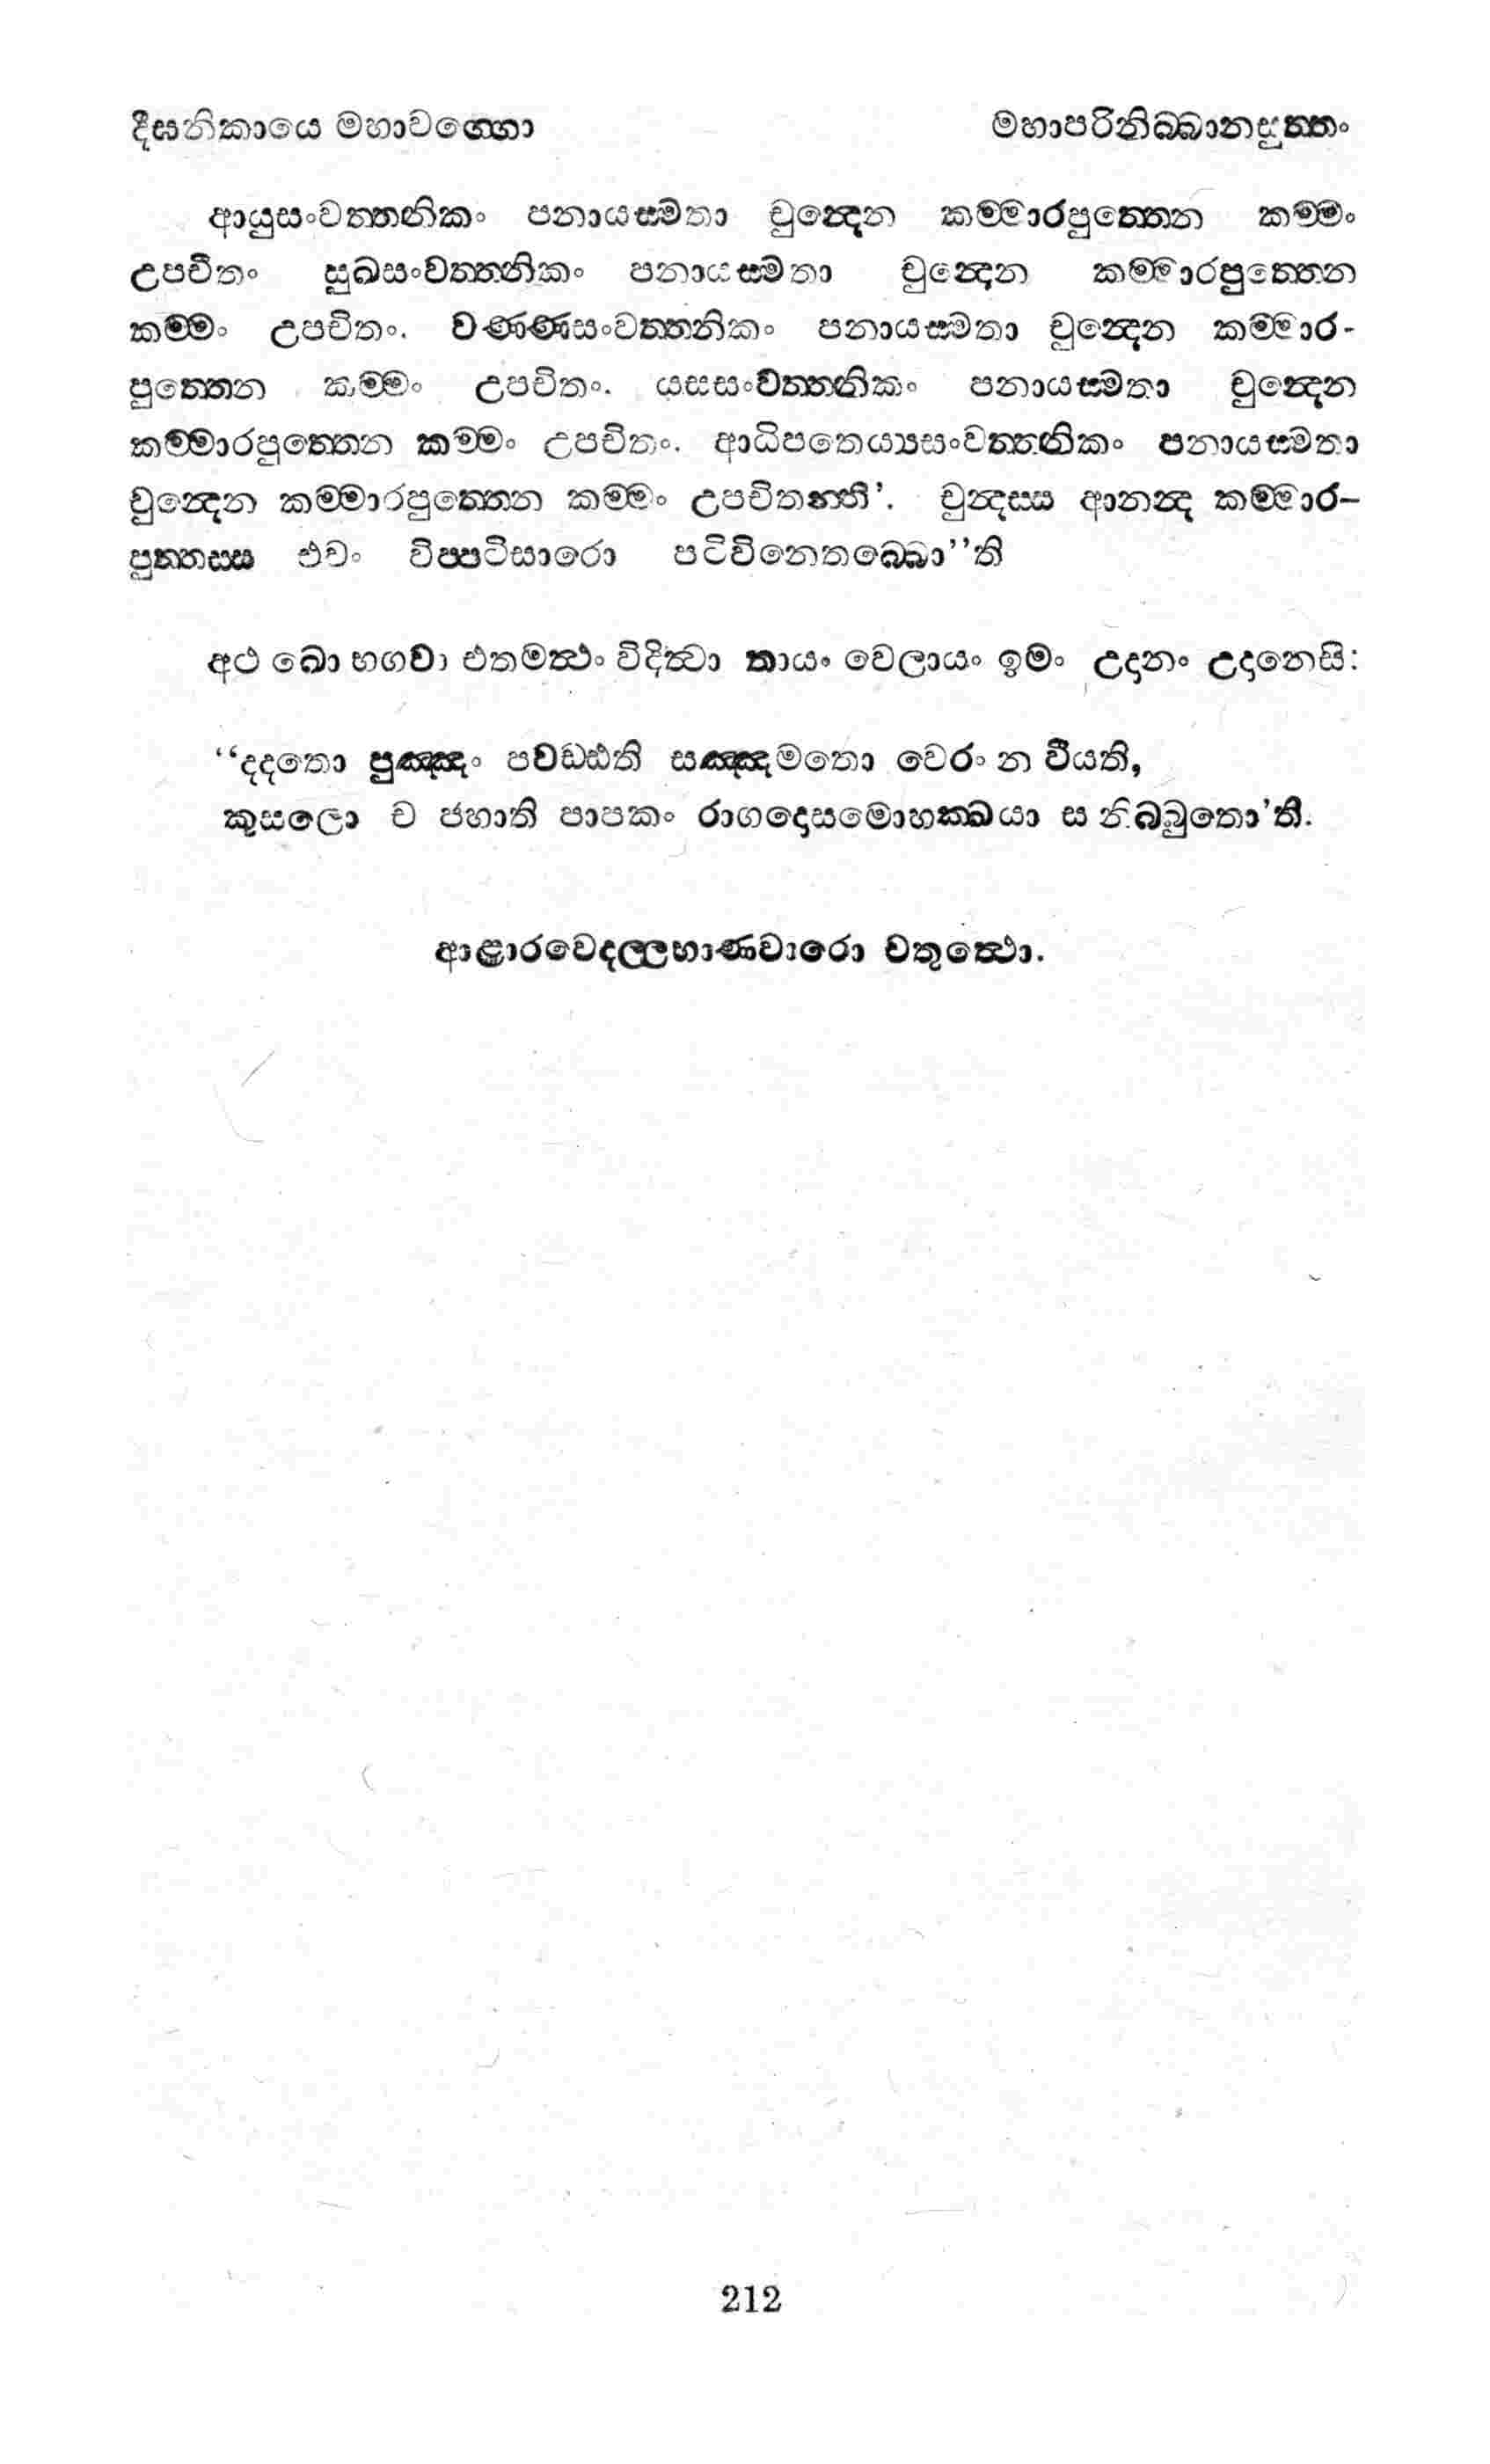 දීඝනිකායෙ මහාවග්ගො මහාපරිනිබ්බානසුත්තං
ආයුසංවත්තනිකං පනායස්මතා චුන්දෙන කම්මාරපුත්තෙන කම්මං
උපචිතං සුඛසංවත්තනිකං පනායස්මතා චුන්දෙන කම්මාරපුත්තෙන
කම්මං උපචිතං. වණ්ණසංවත්තනිකං පනායස්මතා චුන්දෙන කම්මාර-
පුත්තෙන කම්මං උපචිතං. යසසංවත්තනිකං පනායස්මතා චුන්දෙන
කම්මාරපුත්තෙන කම්මං උපචිතං. ආධිපතෙය්‍යසංවත්තනිකං පනායස්මතා
චුන්දෙන කම්මාරපුත්තෙන කම්මං උපචිතන්ති’. චුන්දස්ස ආනන්ද කම්මාර-
පුත්තස්ස එවං විප්පටිසාරො පටිවිනෙතබ්බො’’ති
අථ ඛො භගවා එතමත්ථං විදිත්වා තායං වෙලායං ඉමං උදානං උදානෙසි:
‘‘දදතො පුඤ්ඤං පවඩ්ඪති සඤ්ඤමතො වෙරං න චීයති,
කුසලො ච ජහාති පාපකං රාගදොසමොහක්ඛයා ස නිබ්බුතො’ති.
ආළාරවෙදල්ලභාණවාරො චතුත්ථො.
212